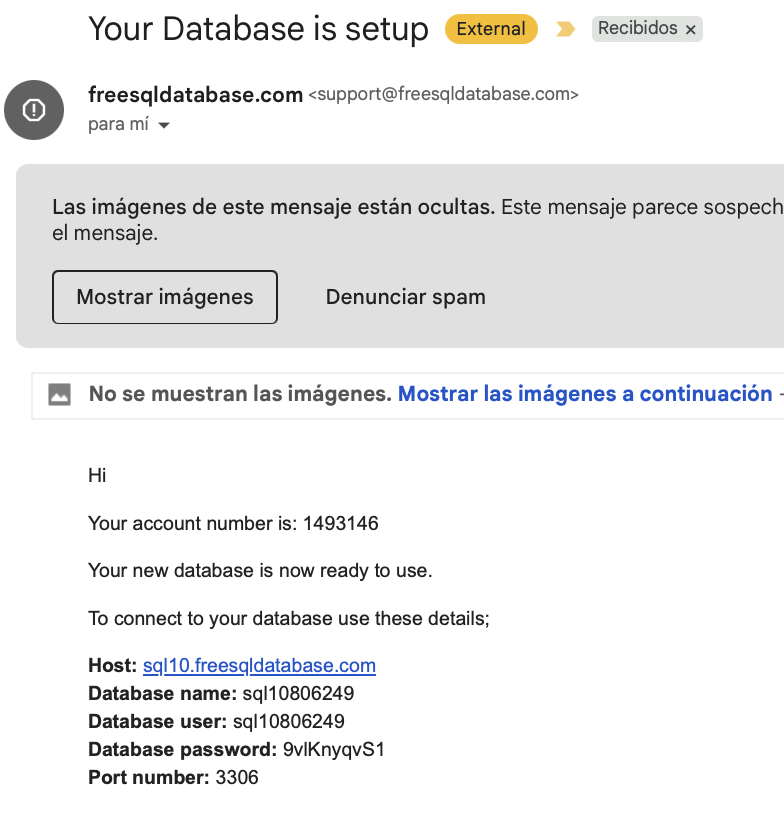 Your Database is setup External Recibidos ×
freesqldatabase.com <support@freesqldatabase.com>
para mí
Las imágenes de este mensaje están ocultas. Este mensaje parece sospech
el mensaje.
Mostrar imágenes Denunciar spam
No se muestran las imágenes. Mostrar las imágenes a continuación -
Hi
Your account number is: 1493146
Your new database is now ready to use.
To connect to your database use these details;
Host: sql10.freesqldatabase.com
Database name: sql10806249
Database user: sql10806249
Database password: 9vlKnyqvS1
Port number: 3306